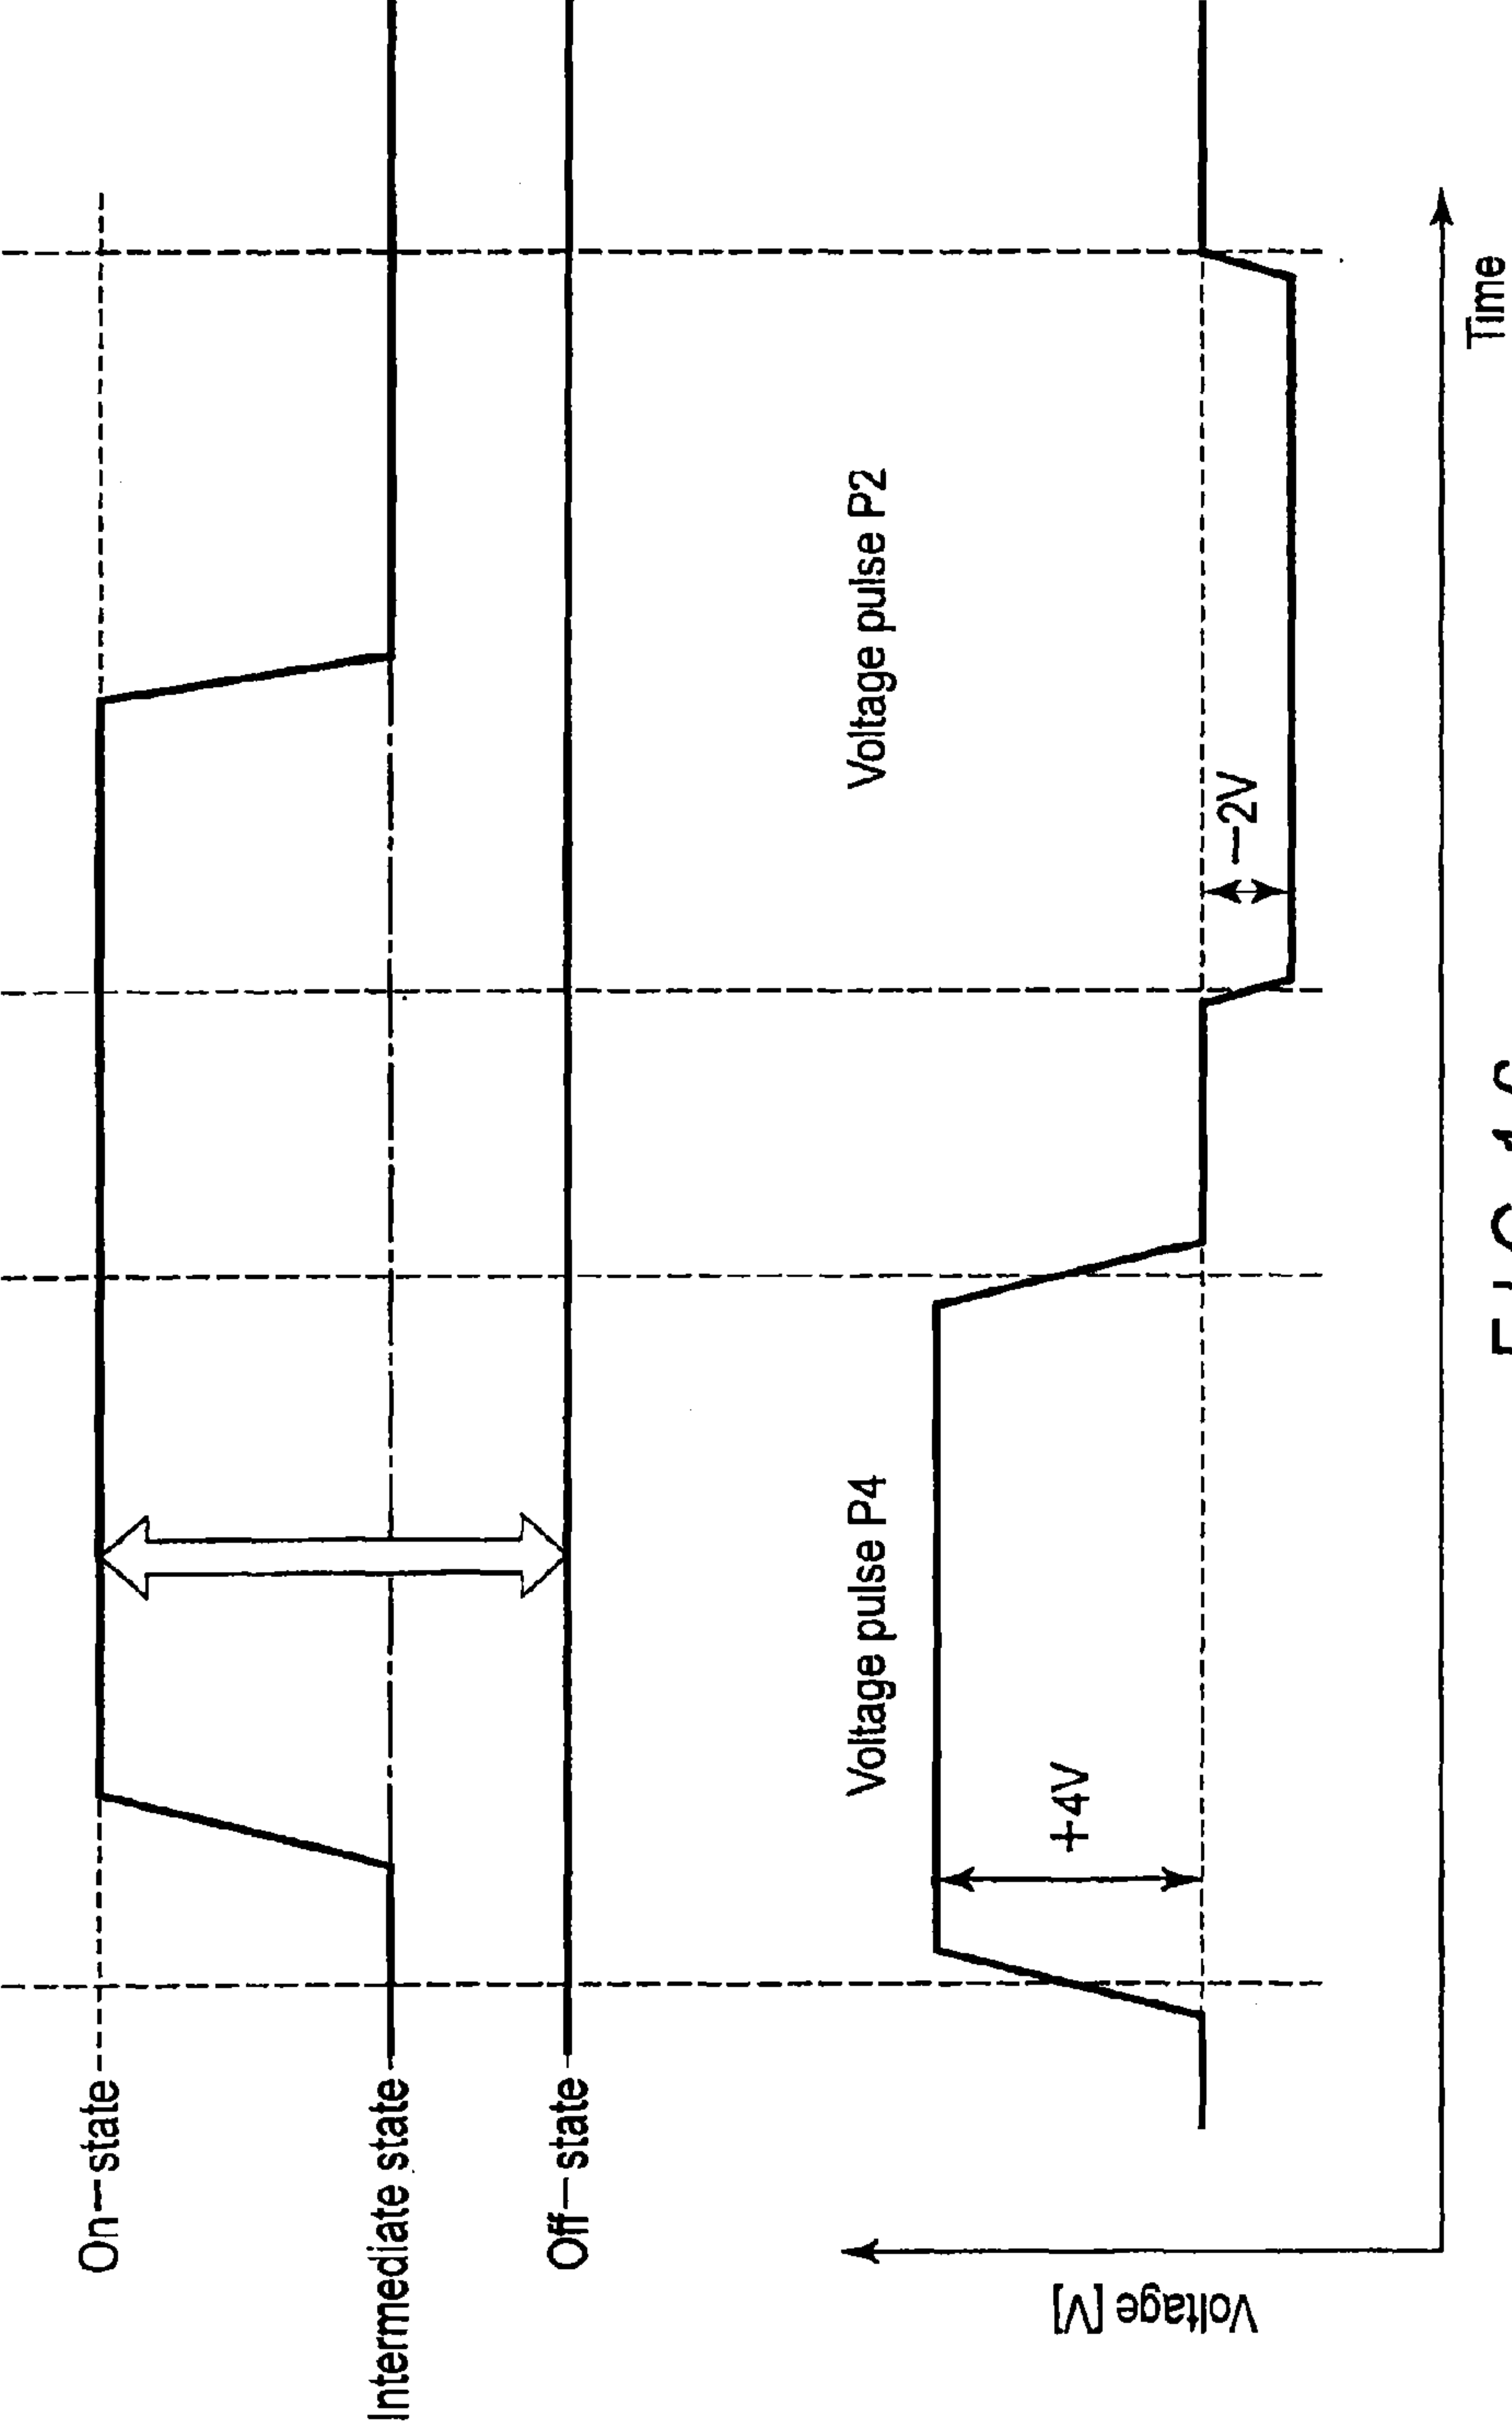 On-state
Intermediate state
Off-state
Voltage pulse P4
Voltage pulse P2
+4V
-2V
Voltage [V]
Time